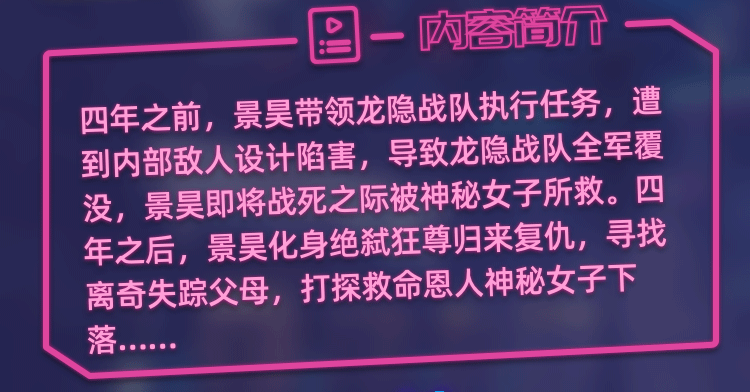 内容简介
四年之前，景昊带领龙隐战队执行任务，遭
到内部敌人设计陷害，导致龙隐战队全军覆
没，景昊即将战死之际被神秘女子所救。四
年之后，景昊化身绝弑狂尊归来复仇，寻找
离奇失踪父母，打探救命恩人神秘女子下
落……